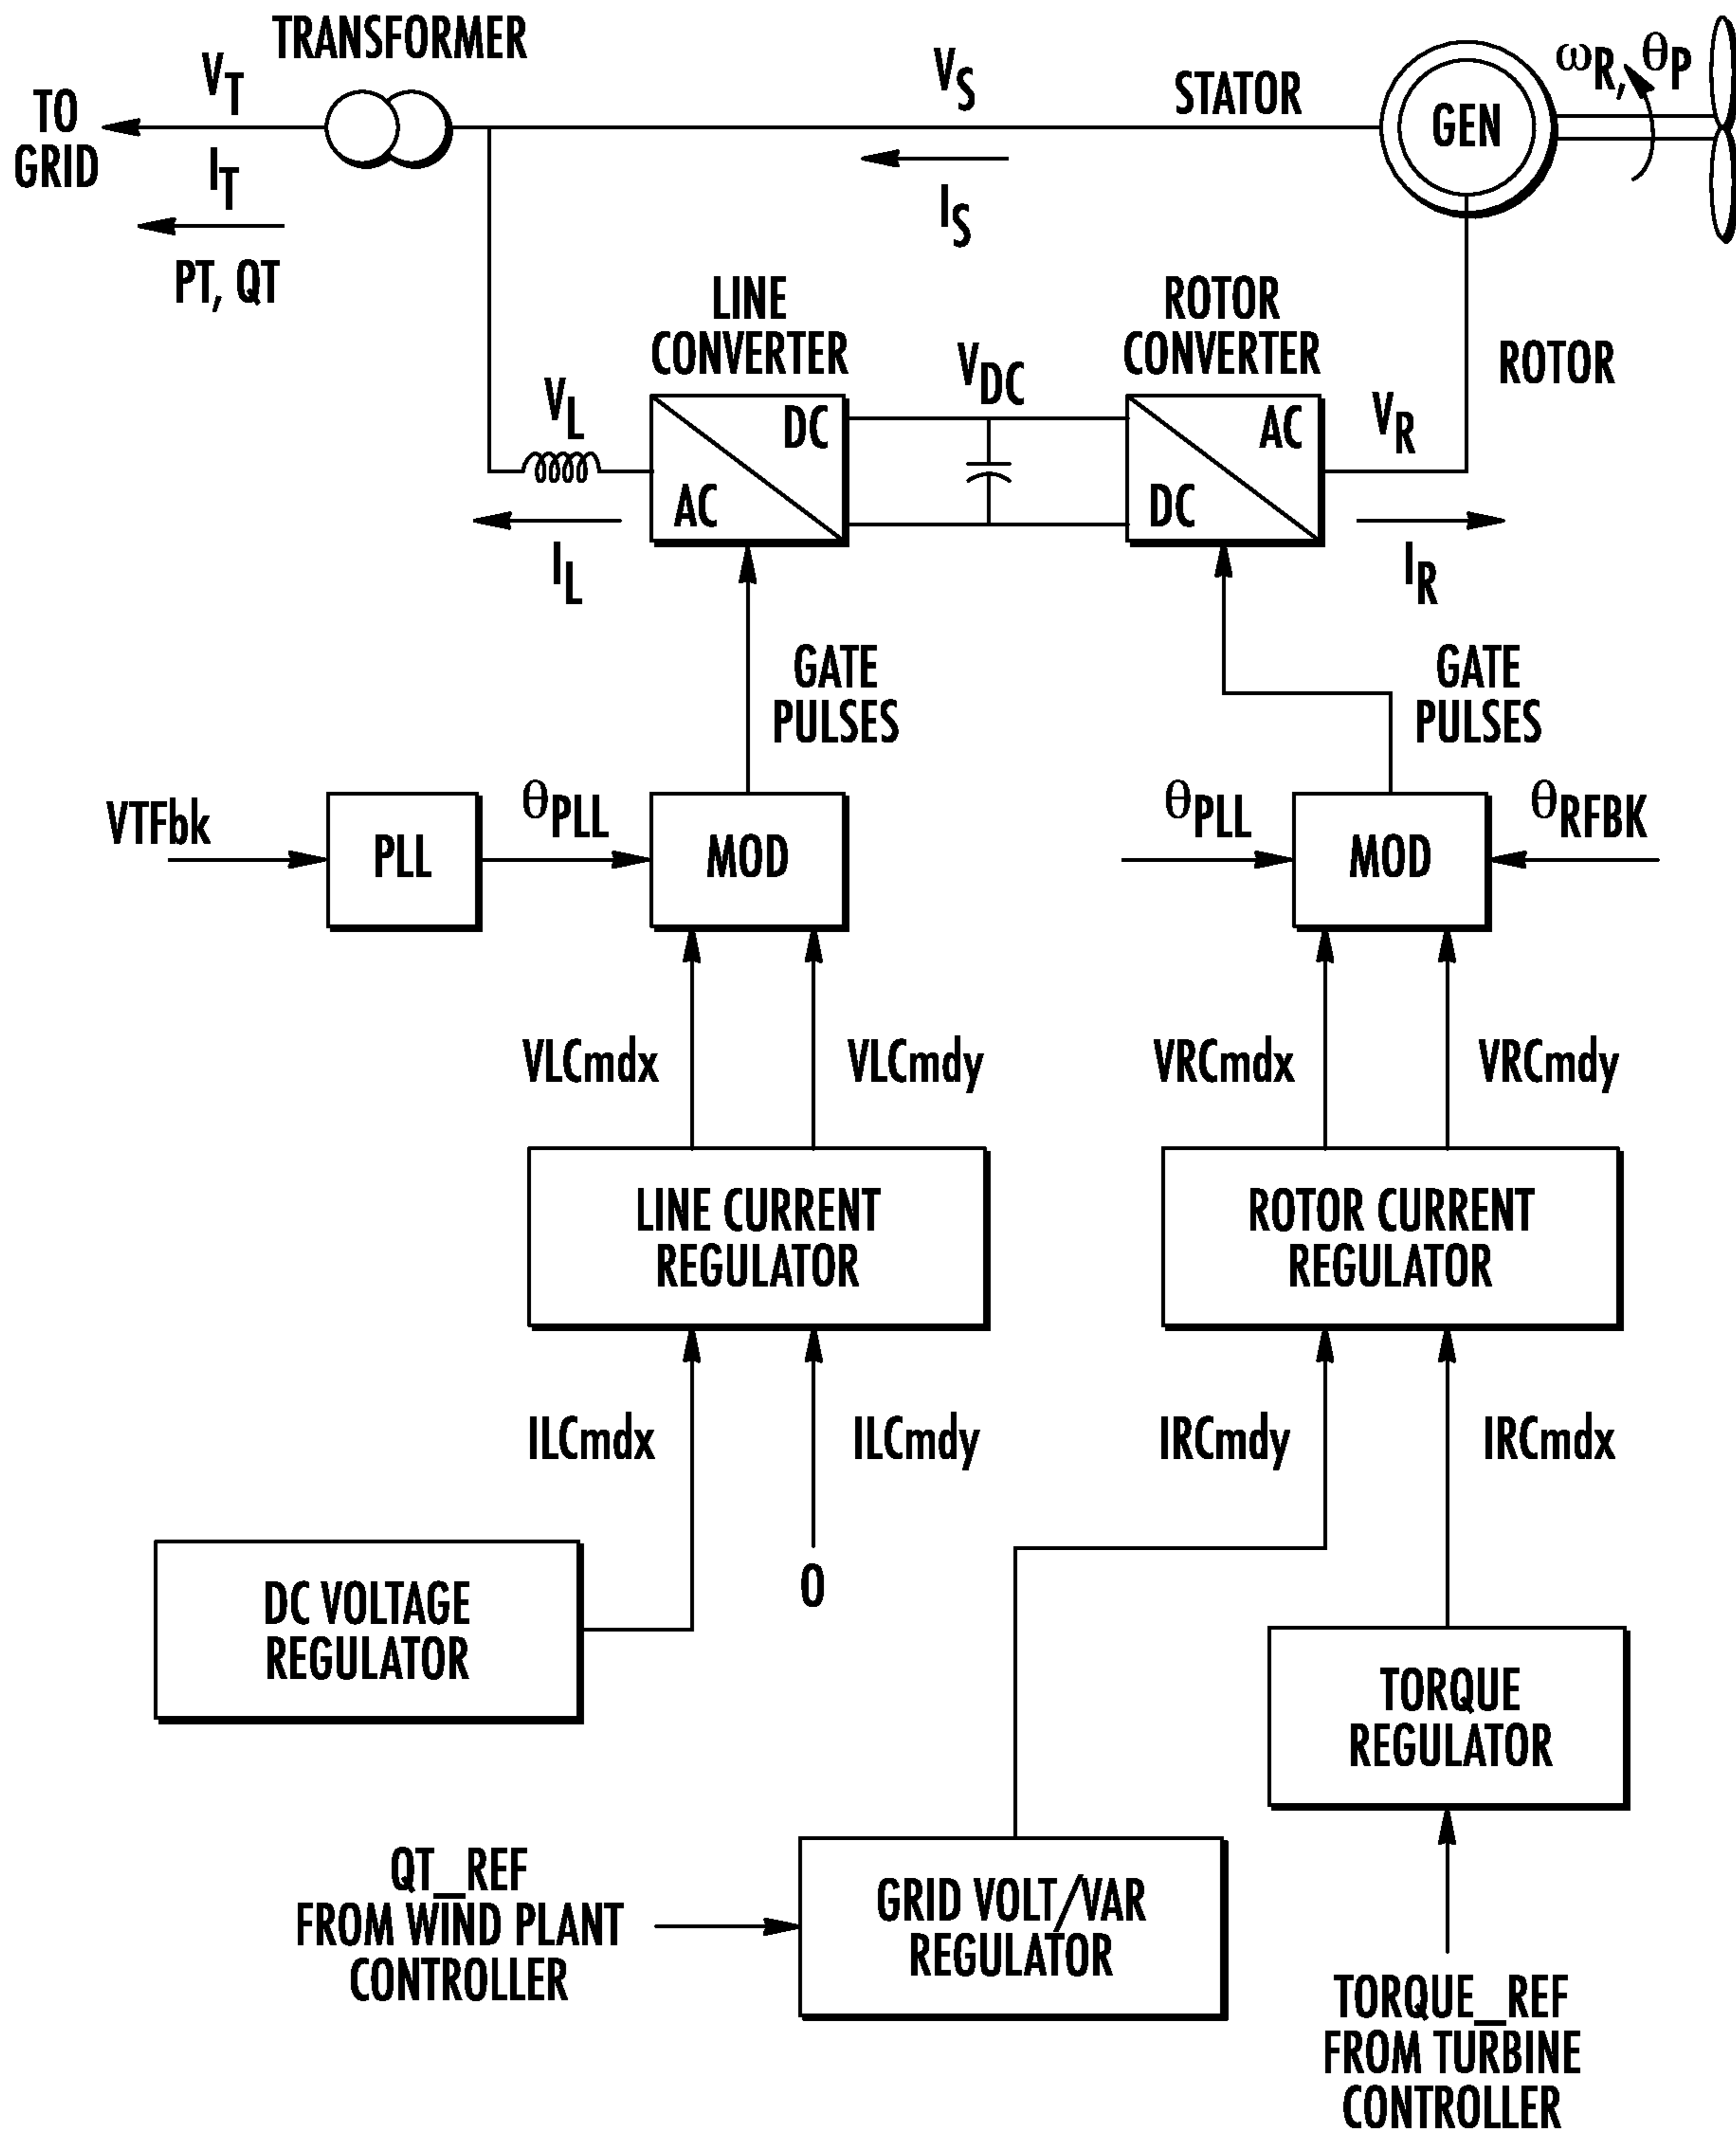 TRANSFORMER
V_T
TO
GRID
I_T
PT, QT
V_S
STATOR
I_S
GEN
ω_R, θ_P
LINE
CONVERTER
V_DC
ROTOR
CONVERTER
ROTOR
V_L
DC
AC
AC
DC
V_R
I_L
I_R
GATE
PULSES
GATE
PULSES
VTFbk
PLL
θ_PLL
MOD
θ_PLL
MOD
θ_RFBK
VLCmdx
VLCmdy
VRCmdx
VRCmdy
LINE CURRENT
REGULATOR
ROTOR CURRENT
REGULATOR
ILCmdx
ILCmdy
IRCmdy
IRCmdx
0
DC VOLTAGE
REGULATOR
TORQUE
REGULATOR
QT_REF
FROM WIND PLANT
CONTROLLER
GRID VOLT/VAR
REGULATOR
TORQUE_REF
FROM TURBINE
CONTROLLER